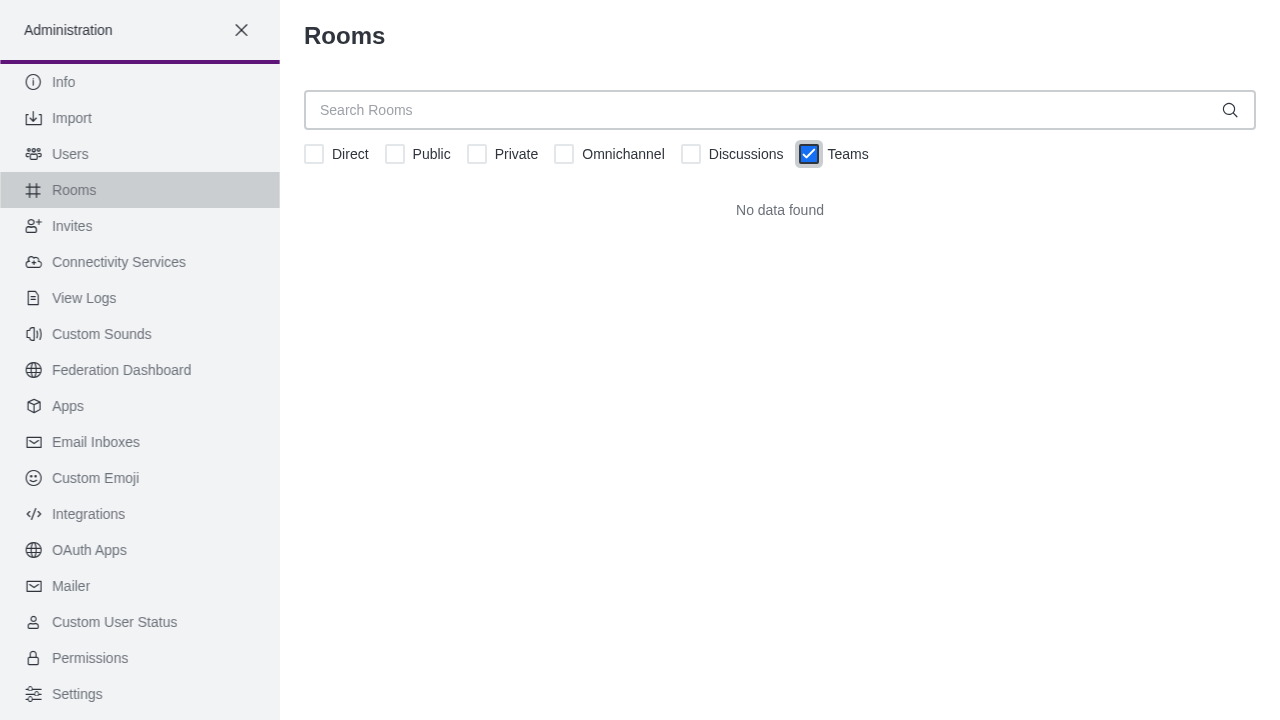 Administration
Info
Import
Users
Rooms
Invites
Connectivity Services
View Logs
Custom Sounds
Federation Dashboard
Apps
Email Inboxes
Custom Emoji
Integrations
OAuth Apps
Mailer
Custom User Status
Permissions
Settings
Rooms
Search Rooms
Direct Public Private Omnichannel Discussions Teams
No data found